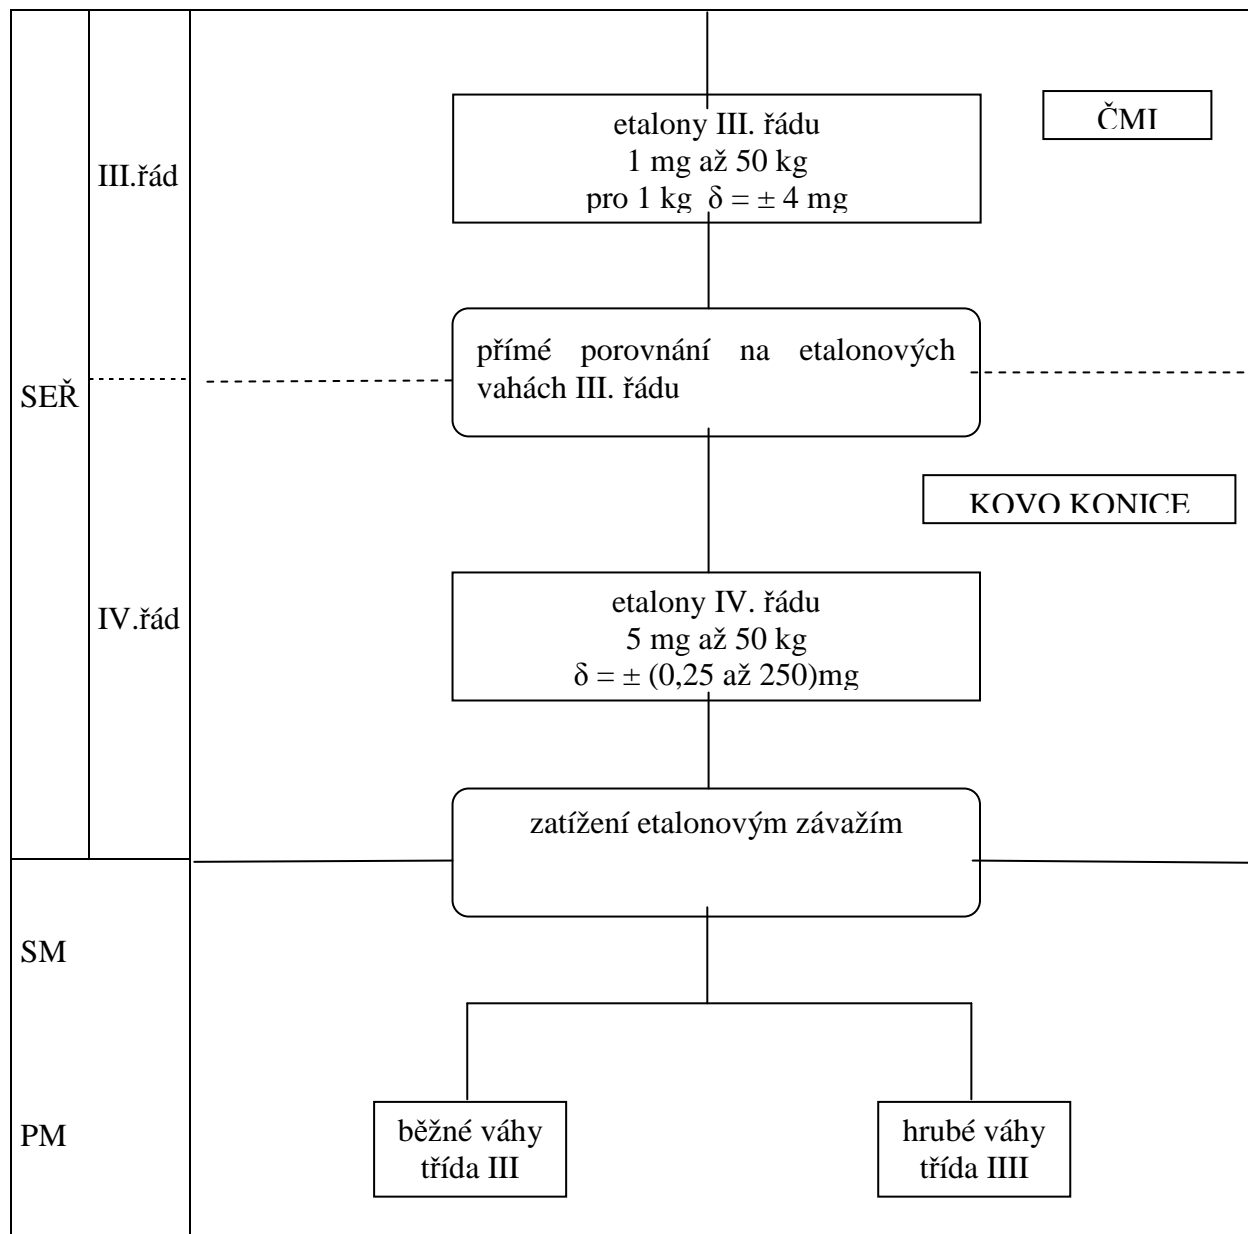 etalony III. řádu
1 mg až 50 kg
pro 1 kg δ = ± 4 mg
ČMI
III.řád
přímé porovnání na etalonových
vahách III. řádu
SEŘ
KOVO KONICE
etalony IV. řádu
5 mg až 50 kg
δ = ± (0,25 až 250)mg
IV.řád
zatížení etalonovým závažím
SM
PM
běžné váhy
třída III
hrubé váhy
třída IIII